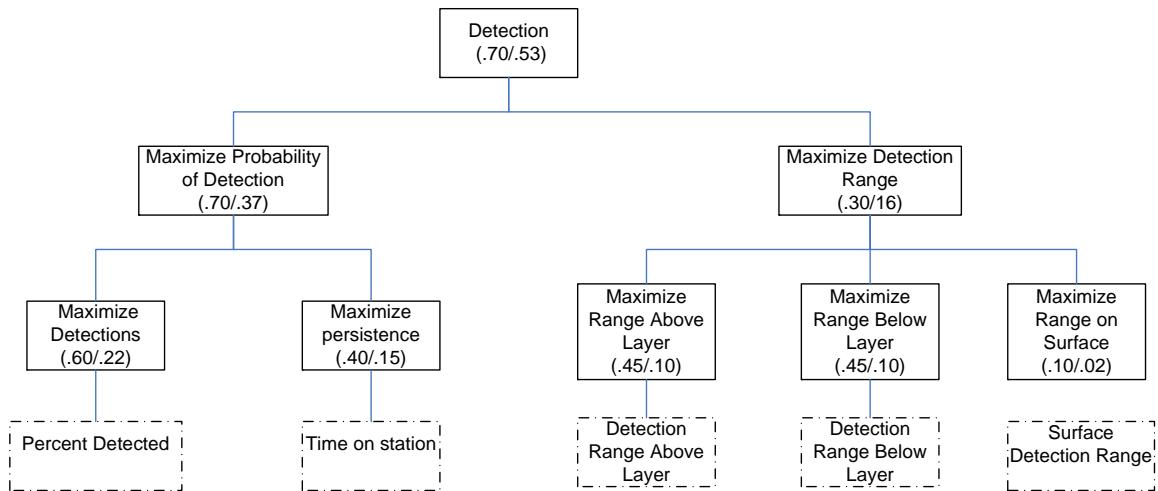 Detection
(.70/.53)
Maximize Probability
of Detection
(.70/.37)
Maximize Detection
Range
(.30/16)
Maximize
Detections
(.60/.22)
Maximize
persistence
(.40/.15)
Maximize
Range Above
Layer
(.45/.10)
Maximize
Range Below
Layer
(.45/.10)
Maximize
Range on
Surface
(.10/.02)
Percent Detected
Time on station
Detection
Range Above
Layer
Detection
Range Below
Layer
Surface
Detection Range